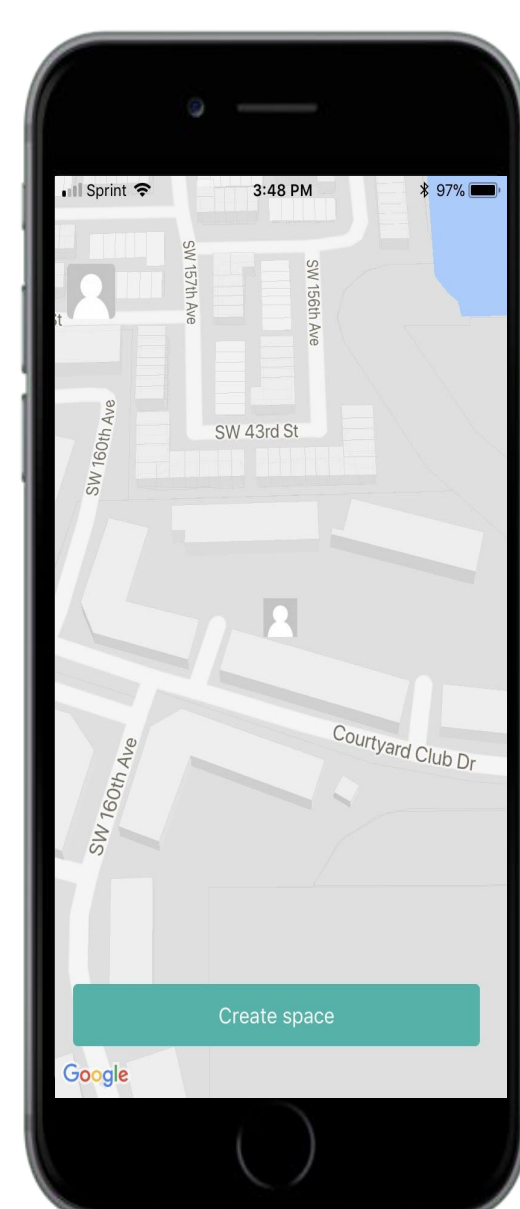 Sprint 3:48 PM 97%
SW 157th Ave
SW 156th Ave
St
SW 160th Ave
SW 43rd St
Courtyard Club Dr
SW 160th Ave
Create space
Google